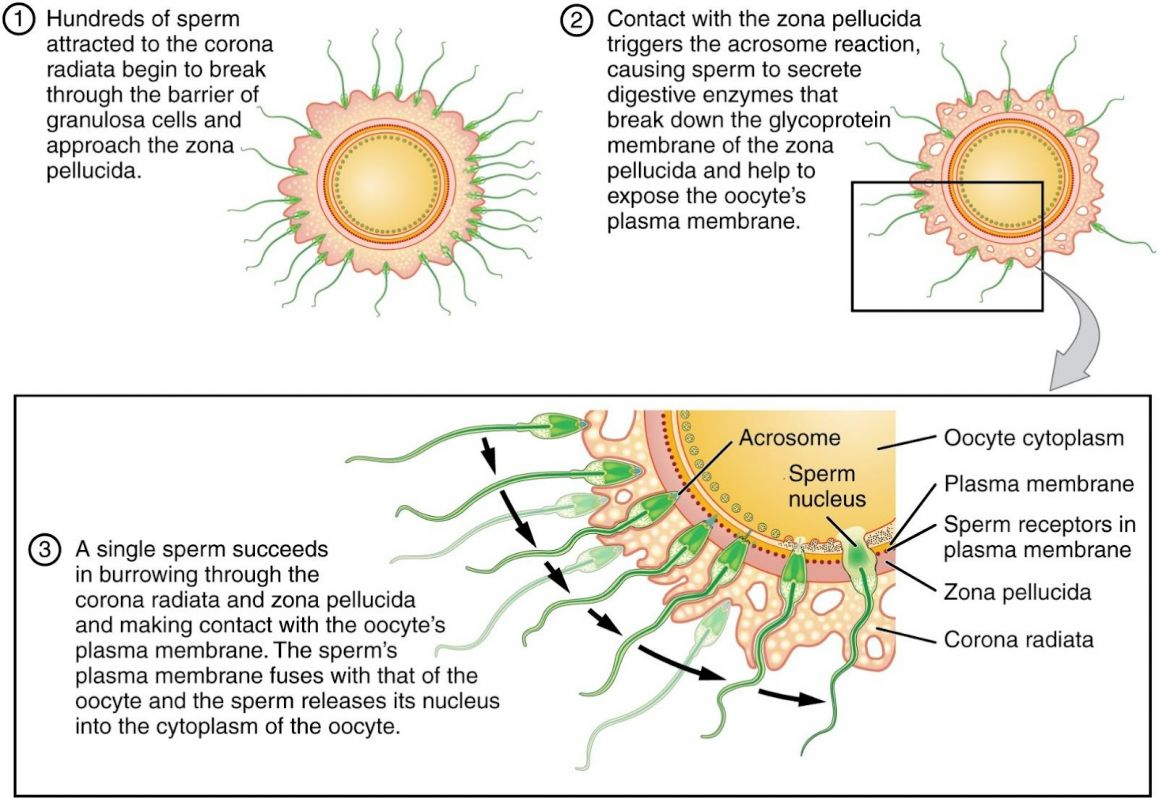 1 Hundreds of sperm
attracted to the corona
radiata begin to break
through the barrier of
granulosa cells and
approach the zona
pellucida.
2 Contact with the zona pellucida
triggers the acrosome reaction,
causing sperm to secrete
digestive enzymes that
break down the glycoprotein
membrane of the zona
pellucida and help to
expose the oocyte's
plasma membrane.
3 A single sperm succeeds
in burrowing through the
corona radiata and zona pellucida
and making contact with the oocyte's
plasma membrane. The sperm's
plasma membrane fuses with that of the
oocyte and the sperm releases its nucleus
into the cytoplasm of the oocyte.
Acrosome
Sperm
nucleus
Oocyte cytoplasm
Plasma membrane
Sperm receptors in
plasma membrane
Zona pellucida
Corona radiata